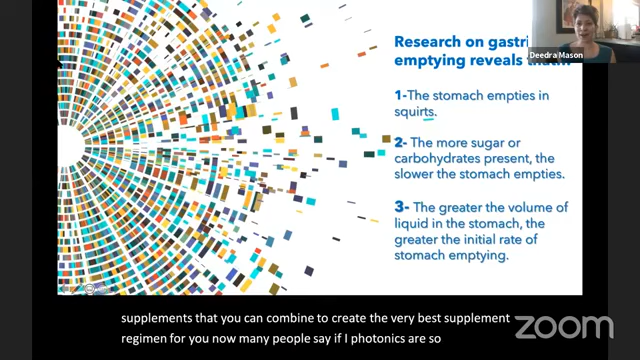 Research on gastri
emptying reveals that:
Deedra Mason
1-The stomach empties in
squirts.
2- The more sugar or
carbohydrates present, the
slower the stomach empties.
3- The greater the volume of
liquid in the stomach, the
greater the initial rate of
stomach emptying.
supplements that you can combine to create the very best supplement
regimen for you now many people say if I photonics are so
zoom